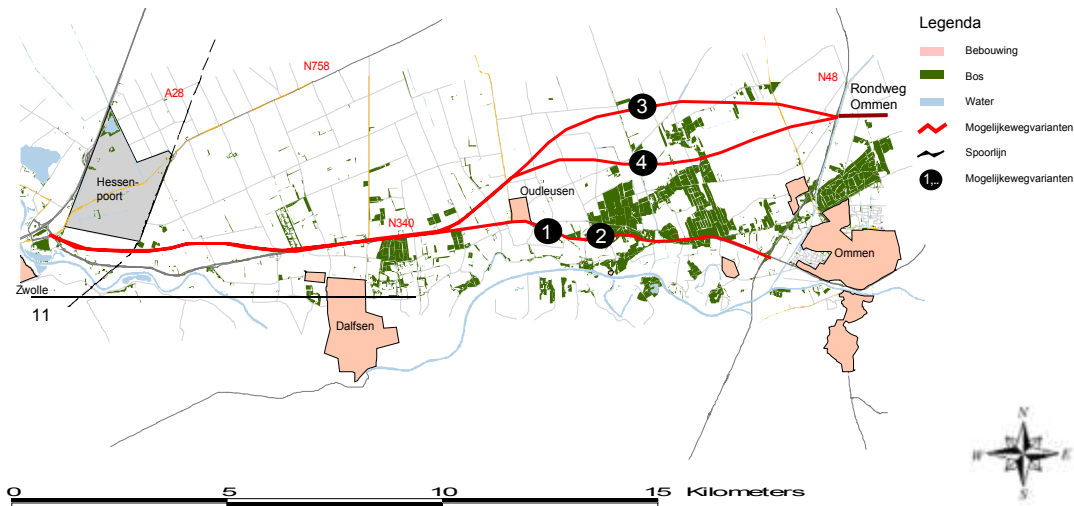 Legenda
Bebouwing
Bos
Water
Mogelijkewegvarianten
Spoorlijn
1,.. Mogelijkewegvarianten
N758
A28
N48
Rondweg
Ommen
3
4
Hessen-
poort
Oudleusen
N340
1
2
Ommen
Zwolle
11
Dalfsen
N
W E
S
0 5 10 15 Kilometers